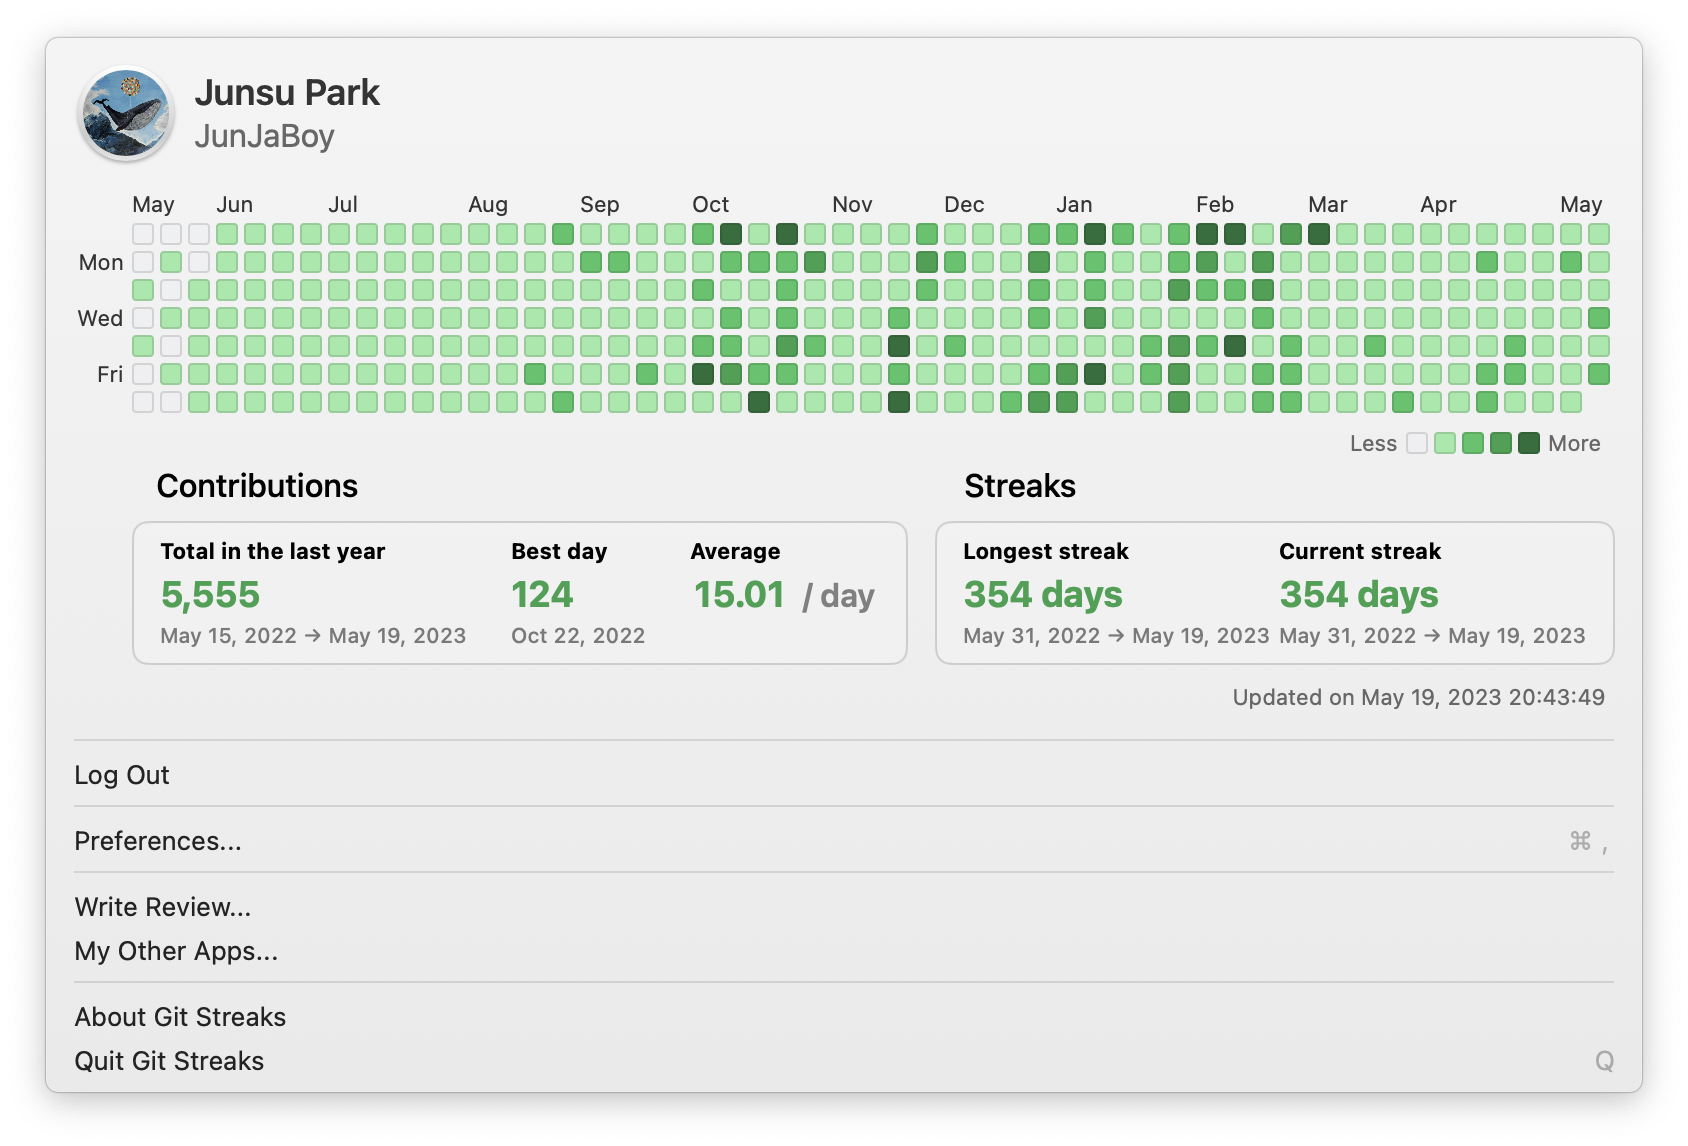 Junsu Park
JunJaBoy
May Jun Jul Aug Sep Oct Nov Dec Jan Feb Mar Apr May
Mon
Wed
Fri
Less More
Contributions Streaks
Total in the last year Best day Average Longest streak Current streak
5,555 124 15.01 / day 354 days 354 days
May 15, 2022 → May 19, 2023 Oct 22, 2022 May 31, 2022 → May 19, 2023 May 31, 2022 → May 19, 2023
Updated on May 19, 2023 20:43:49
Log Out
Preferences... ⌘ ,
Write Review...
My Other Apps...
About Git Streaks
Quit Git Streaks Q